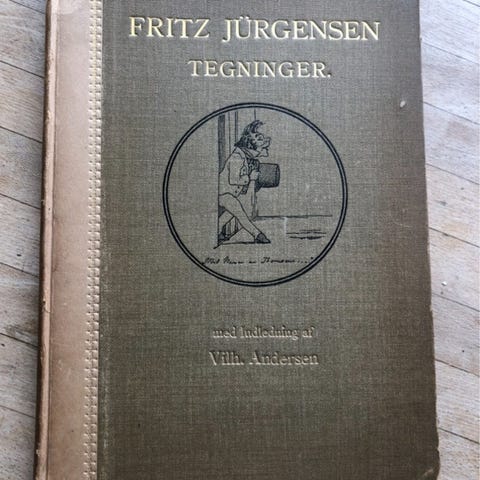 FRITZ JÜRGENSEN
TEGNINGER.
med Indledning af
Vilh. Andersen